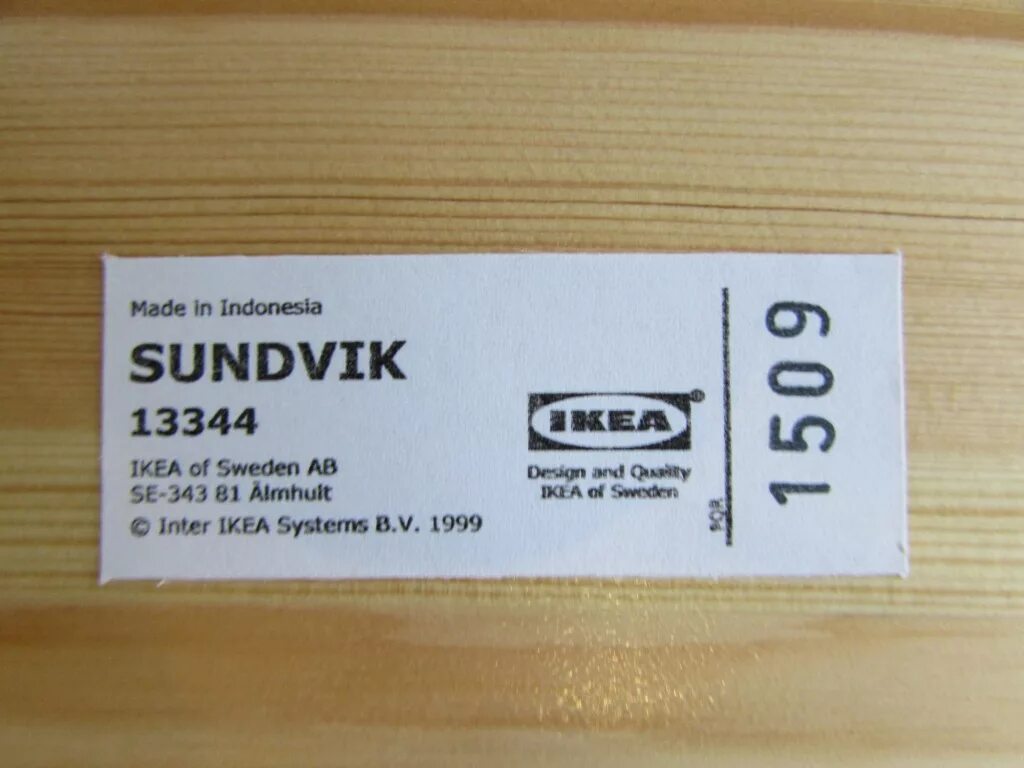 Made in Indonesia
SUNDVIK
13344
IKEA of Sweden AB
SE-343 81 Älmhult
© Inter IKEA Systems B.V. 1999
IKEA®
Design and Quality
IKEA of Sweden
PQR
1509